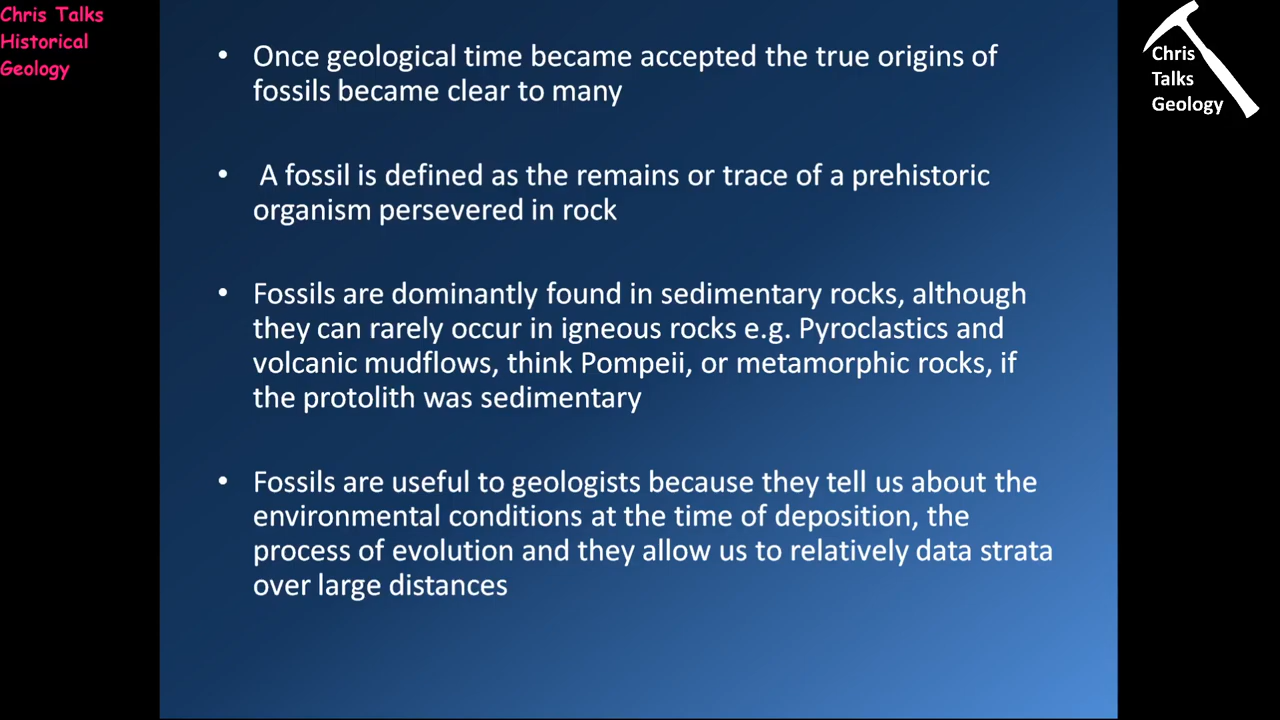 Chris Talks
Historical
Geology
Chris
Talks
Geology
• Once geological time became accepted the true origins of
fossils became clear to many
• A fossil is defined as the remains or trace of a prehistoric
organism persevered in rock
• Fossils are dominantly found in sedimentary rocks, although
they can rarely occur in igneous rocks e.g. Pyroclastics and
volcanic mudflows, think Pompeii, or metamorphic rocks, if
the protolith was sedimentary
• Fossils are useful to geologists because they tell us about the
environmental conditions at the time of deposition, the
process of evolution and they allow us to relatively data strata
over large distances